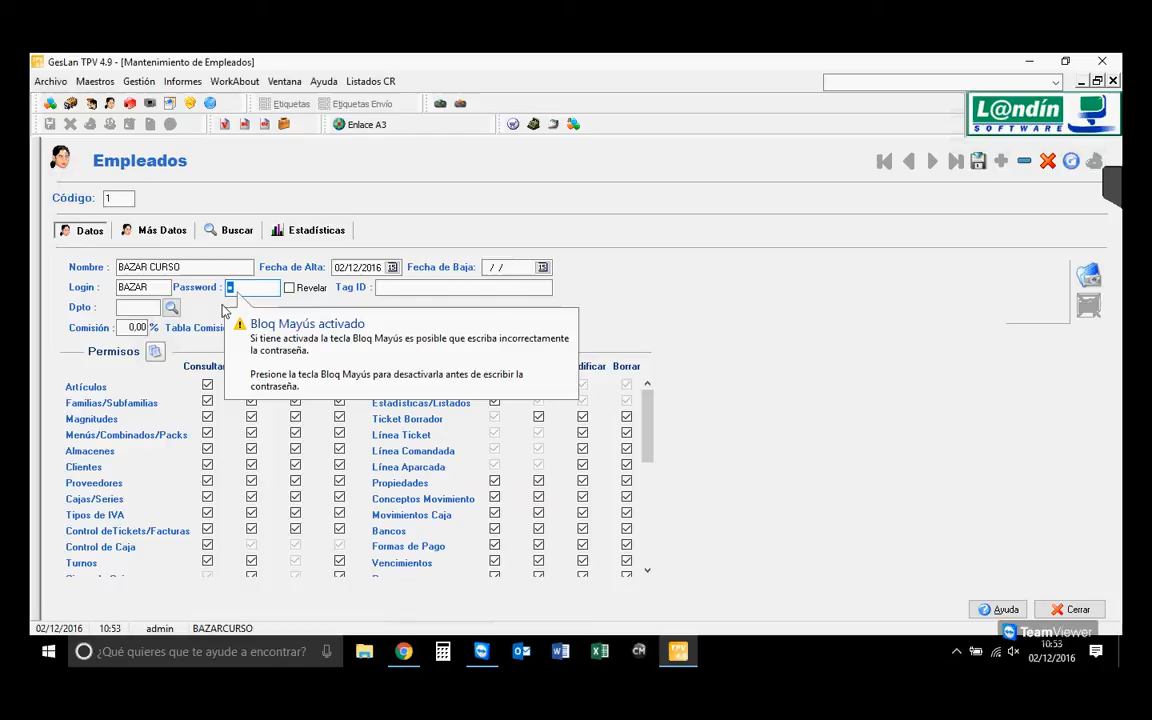 GesLan TPV 4.9 - [Mantenimiento de Empleados]
Archivo Maestros Gestión Informes WorkAbout Ventana Ayuda Listados CR
Etiquetas Etiquetas Envío
Enlace A3
L@ndín
SOFTWARE
Empleados
Código: 1
Datos Más Datos Buscar Estadísticas
Nombre : BAZAR CURSO Fecha de Alta: 02/12/2016 15 Fecha de Baja: / / 15
Login : BAZAR Password : Revelar Tag ID :
Dpto :
Comisión : 0,00 % Tabla Comisi
Bloq Mayús activado
Si tiene activada la tecla Bloq Mayús es posible que escriba incorrectamente
la contraseña.
Presione la tecla Bloq Mayús para desactivarla antes de escribir la
contraseña.
Permisos
Consultar dificar Borrar
Artículos
Familias/Subfamilias Estadísticas/Listados
Magnitudes Ticket Borrador
Menús/Combinados/Packs Línea Ticket
Almacenes Línea Comandada
Clientes Línea Aparcada
Proveedores Propiedades
Cajas/Series Conceptos Movimiento
Tipos de IVA Movimientos Caja
Control deTickets/Facturas Bancos
Control de Caja Formas de Pago
Turnos Vencimientos
Ayuda Cerrar
02/12/2016 10:53 admin BAZARCURSO
TeamViewer
¿Qué quieres que te ayude a encontrar?
TPV
4.9
10:53
02/12/2016